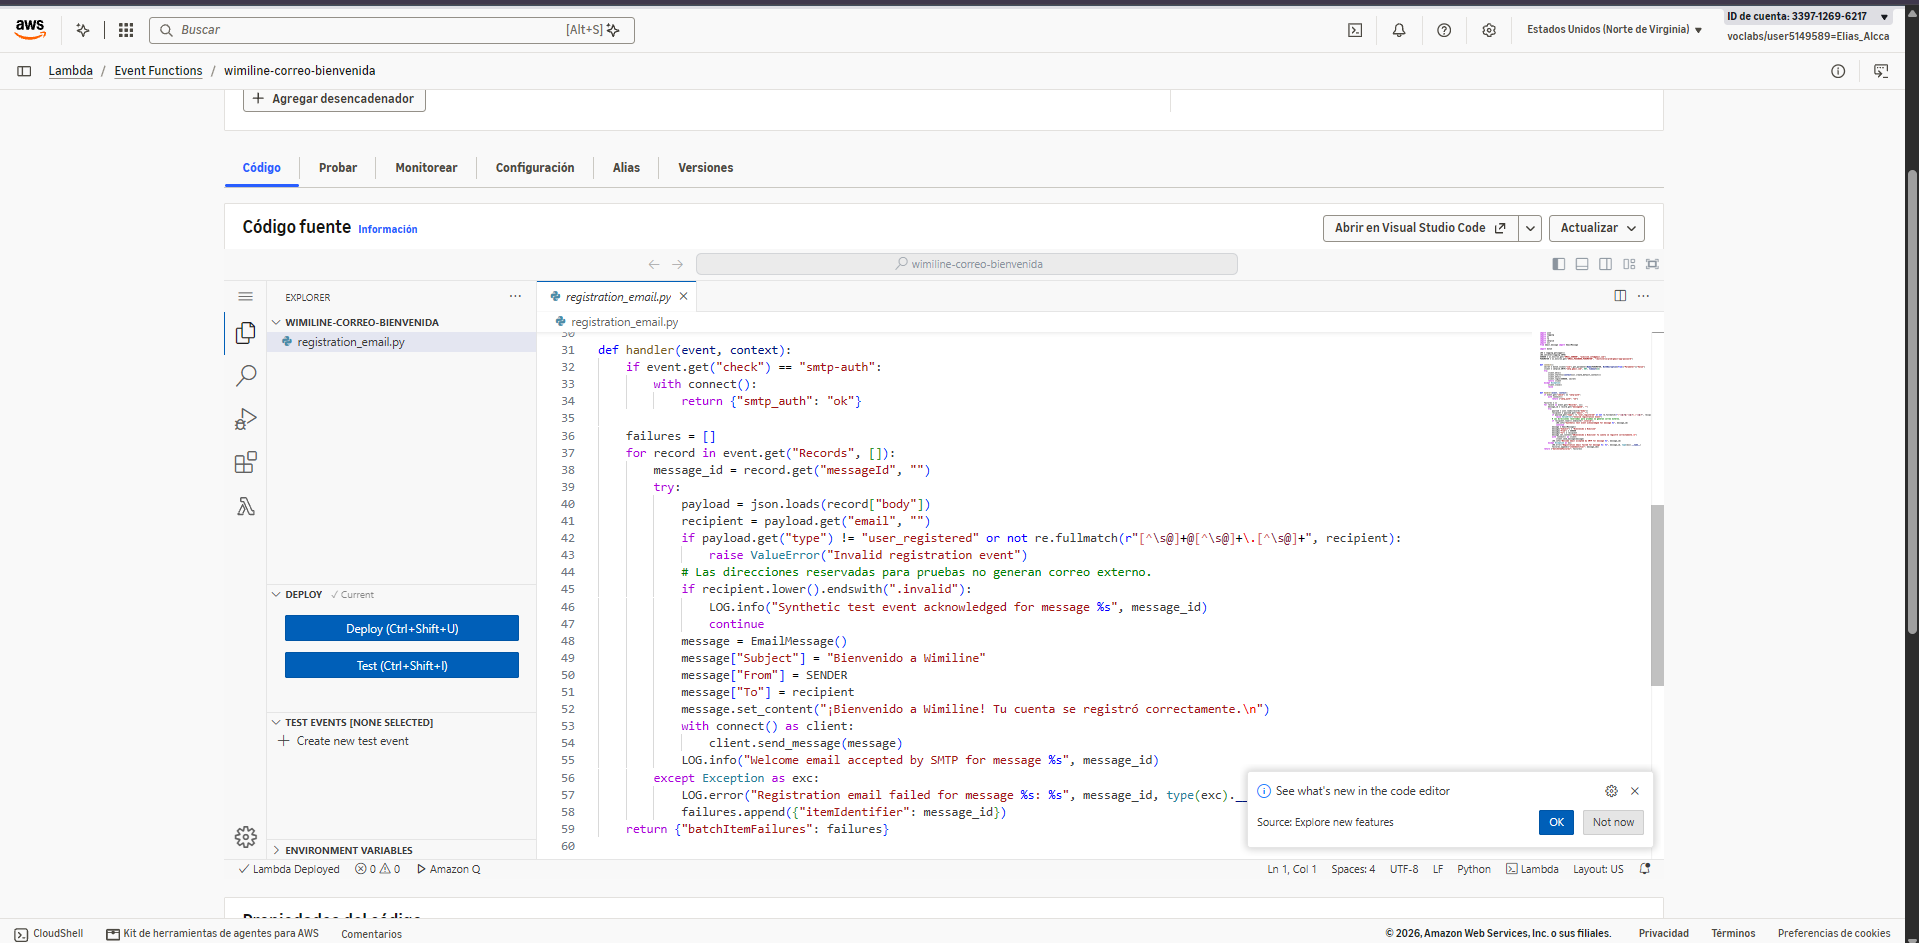 aws
Buscar
[Alt+S]
Estados Unidos (Norte de Virginia)
ID de cuenta: 3397-1269-6217
voclabs/user5149589=Elias_Alcca
Lambda / Event Functions / wimiline-correo-bienvenida
Agregar desencadenador
Código
Probar
Monitorear
Configuración
Alias
Versiones
Código fuente Información
Abrir en Visual Studio Code
Actualizar
wimiline-correo-bienvenida
EXPLORER
WIMILINE-CORREO-BIENVENIDA
registration_email.py
DEPLOY Current
Deploy (Ctrl+Shift+U)
Test (Ctrl+Shift+I)
TEST EVENTS [NONE SELECTED]
Create new test event
ENVIRONMENT VARIABLES
registration_email.py
registration_email.py
30
31 def handler(event, context):
32 if event.get("check") == "smtp-auth":
33 with connect():
34 return {"smtp_auth": "ok"}
35
36 failures = []
37 for record in event.get("Records", []):
38 message_id = record.get("messageId", "")
39 try:
40 payload = json.loads(record["body"])
41 recipient = payload.get("email", "")
42 if payload.get("type") != "user_registered" or not re.fullmatch(r"[^\s@]+@[^\s@]+\.[^\s@]+", recipient):
43 raise ValueError("Invalid registration event")
44 # Las direcciones reservadas para pruebas no generan correo externo.
45 if recipient.lower().endswith(".invalid"):
46 LOG.info("Synthetic test event acknowledged for message %s", message_id)
47 continue
48 message = EmailMessage()
49 message["Subject"] = "Bienvenido a Wimiline"
50 message["From"] = SENDER
51 message["To"] = recipient
52 message.set_content("¡Bienvenido a Wimiline! Tu cuenta se registró correctamente.\n")
53 with connect() as client:
54 client.send_message(message)
55 LOG.info("Welcome email accepted by SMTP for message %s", message_id)
56 except Exception as exc:
57 LOG.error("Registration email failed for message %s: %s", message_id, type(exc).__
58 failures.append({"itemIdentifier": message_id})
59 return {"batchItemFailures": failures}
60
See what's new in the code editor
Source: Explore new features
OK
Not now
Lambda Deployed
0
0
Amazon Q
Ln 1, Col 1
Spaces: 4
UTF-8
LF
Python
Lambda
Layout: US
Propiedades del código
CloudShell
Kit de herramientas de agentes para AWS
Comentarios
© 2026, Amazon Web Services, Inc. o sus filiales.
Privacidad
Términos
Preferencias de cookies